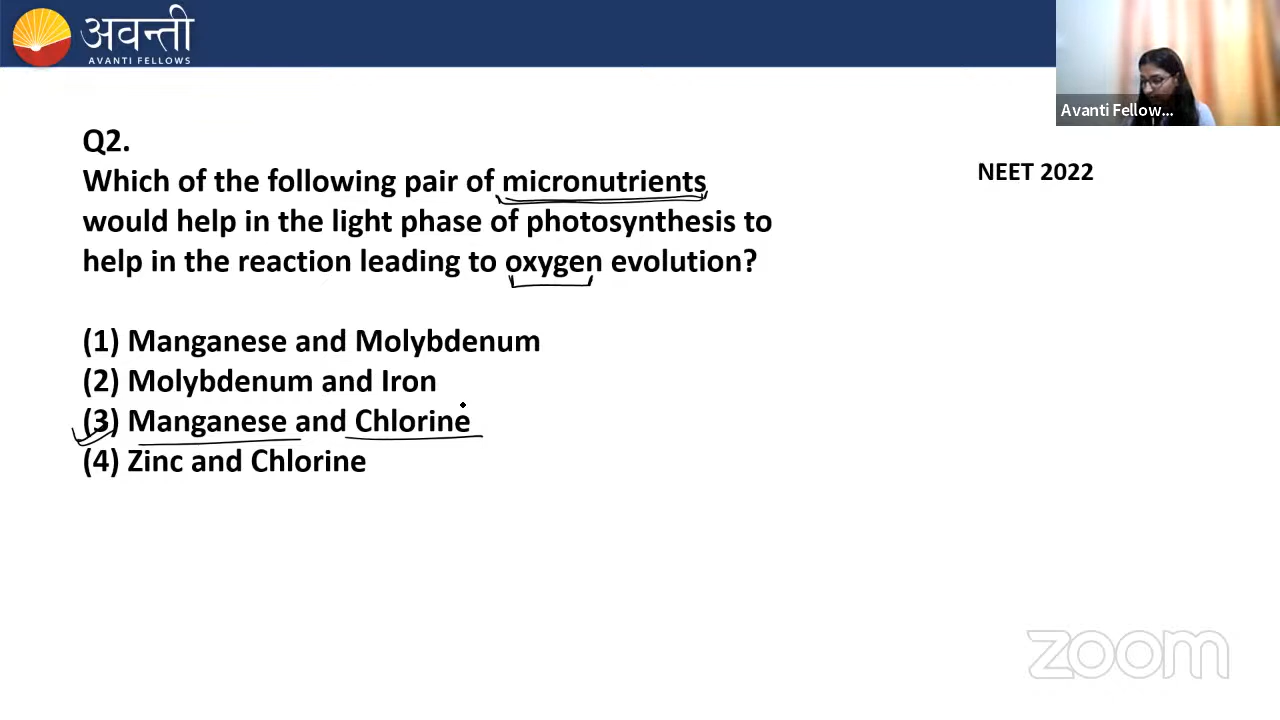 अवन्ती
AVANTI FELLOWS
Avanti Fellow...
Q2.
NEET 2022
Which of the following pair of micronutrients
would help in the light phase of photosynthesis to
help in the reaction leading to oxygen evolution?
(1) Manganese and Molybdenum
(2) Molybdenum and Iron
(3) Manganese and Chlorine
(4) Zinc and Chlorine
zoom